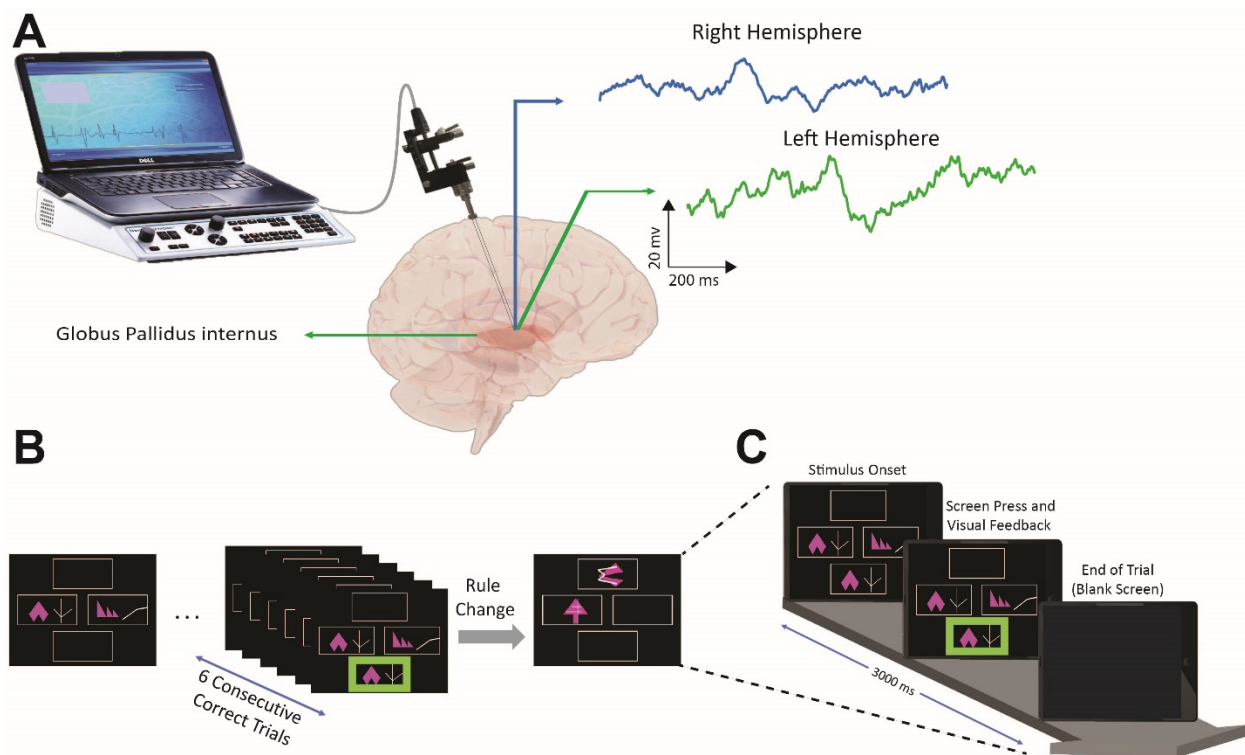 A
Right Hemisphere
Left Hemisphere
20 mv
200 ms
DELL
Globus Pallidus internus
B
...
6 Consecutive
Correct Trials
Rule
Change
C
Stimulus Onset
Screen Press and
Visual Feedback
End of Trial
(Blank Screen)
3000 ms